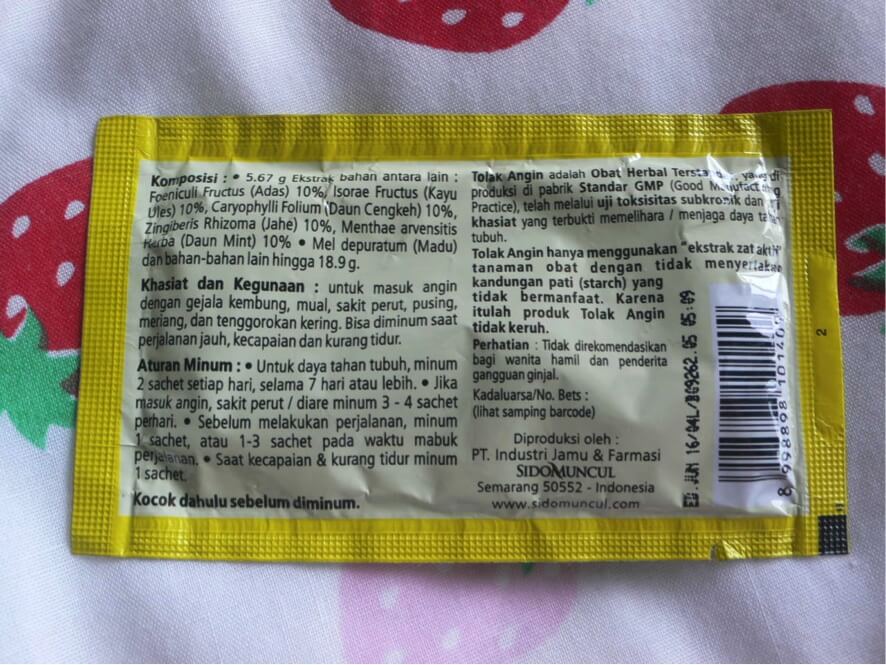 Komposisi : • 5.67 g Ekstrak bahan antara lain :
Foeniculi Fructus (Adas) 10%, Isorae Fructus (Kayu
Ules) 10%, Caryophylli Folium (Daun Cengkeh) 10%,
Zingiberis Rhizoma (Jahe) 10%, Menthae arvensitis
Herba (Daun Mint) 10% • Mel depuratum (Madu)
dan bahan-bahan lain hingga 18.9 g.
Khasiat dan Kegunaan : untuk masuk angin
dengan gejala kembung, mual, sakit perut, pusing,
meriang, dan tenggorokan kering. Bisa diminum saat
perjalanan jauh, kecapaian dan kurang tidur.
Aturan Minum : • Untuk daya tahan tubuh, minum
2 sachet setiap hari, selama 7 hari atau lebih. • Jika
masuk angin, sakit perut / diare minum 3 - 4 sachet
perhari. • Sebelum melakukan perjalanan, minum
1 sachet, atau 1-3 sachet pada waktu mabuk
perjalanan. • Saat kecapaian & kurang tidur minum
1 sachet.
Kocok dahulu sebelum diminum.
Tolak Angin adalah Obat Herbal yang di
produksi di pabrik Standar GMP (Good Manufacturing
Practice), telah melalui uji toksisitas subkronik dan uji
khasiat yang terbukti memelihara / menjaga daya tahan
tubuh.
Tolak Angin hanya menggunakan "ekstrak zat aktif"
tanaman obat dengan tidak menyertakan
kandungan pati (starch) yang
tidak bermanfaat. Karena
itulah produk Tolak Angin
tidak keruh.
Perhatian : Tidak direkomendasikan
bagi wanita hamil dan penderita
gangguan ginjal.
Kadaluarsa/No. Bets :
(lihat samping barcode)
Diproduksi oleh :
PT. Industri Jamu & Farmasi
SIDOMUNCUL
Semarang 50552 - Indonesia
www.sidomuncul.com
ED. JUN 16/04L/BG9262.05 05:09
8 998898 10140
2